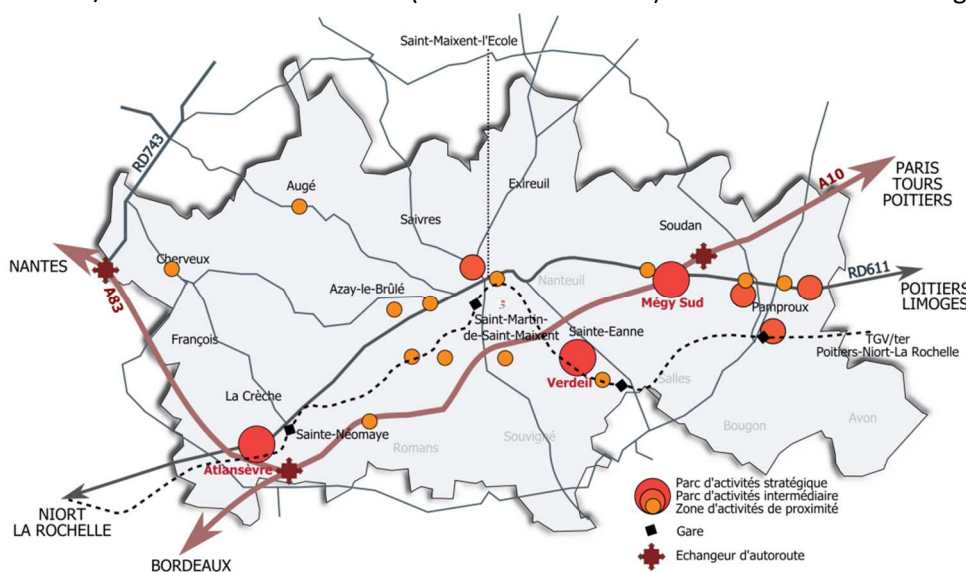 Saint-Maixent-l'Ecole
RD743
A10
PARIS
TOURS
POITIERS
Augé
Exireuil
Saivres
Soudan
NANTES
Cherveux
A83
Azay-le-Brûlé
Nanteuil
Mégy Sud
RD611
POITIERS
LIMOGES
5
Saint-Martin-
de-Saint-Maixent
Sainte-Eanne
Pamproux
François
TGV/ter
Poitiers-Niort-La Rochelle
Verdeil
Salles
La Crèche
Sainte-Néomaye
Romans
Souvigné
Bougon
Avon
Atlansèvre
NIORT
LA ROCHELLE
BORDEAUX
Parc d'activités stratégique
Parc d'activités intermédiaire
Zone d'activités de proximité
Gare
Echangeur d'autoroute